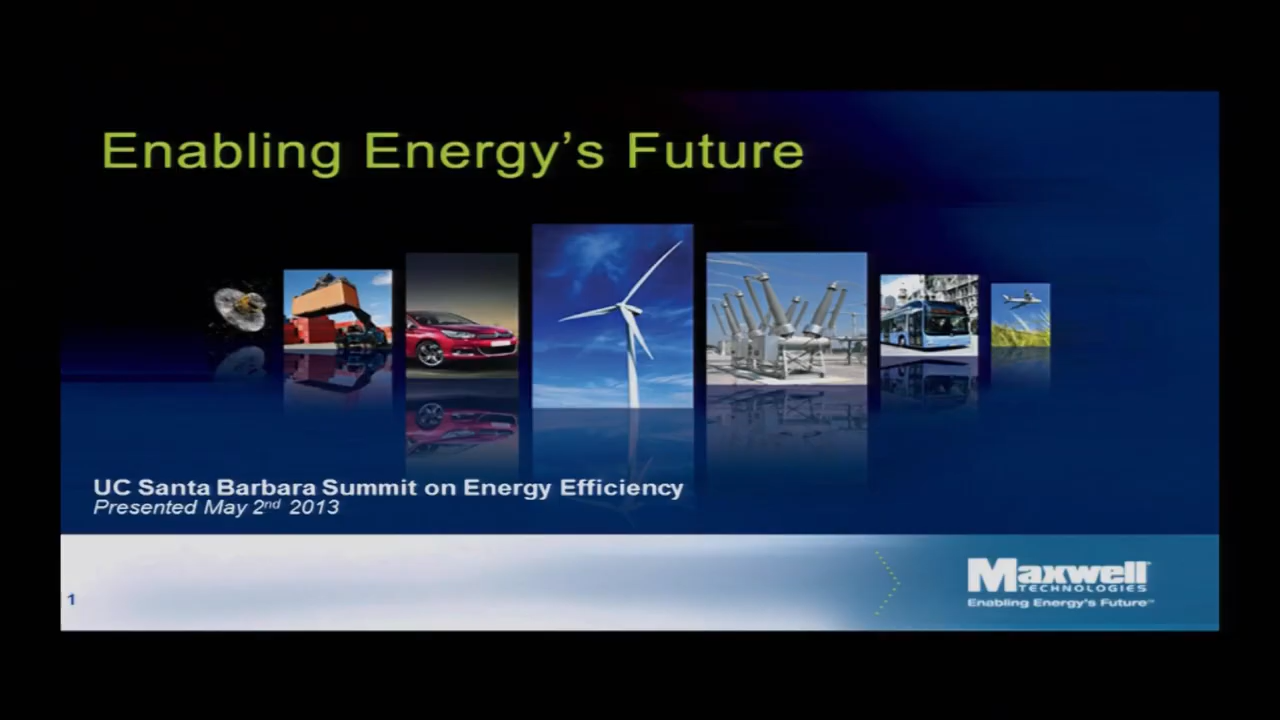 Enabling Energy's Future
UC Santa Barbara Summit on Energy Efficiency
Presented May 2nd 2013
1
Maxwell
TECHNOLOGIES
Enabling Energy's Future™